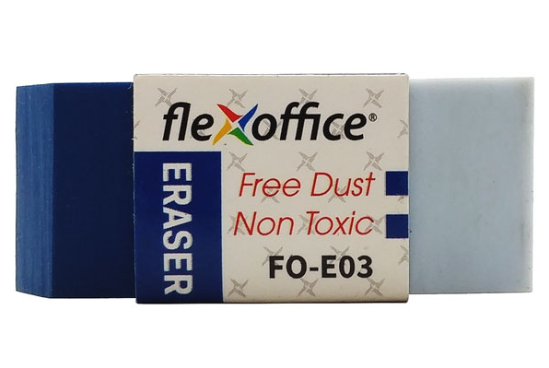 flexoffice®
ERASER
Free Dust
Non Toxic
FO-E03